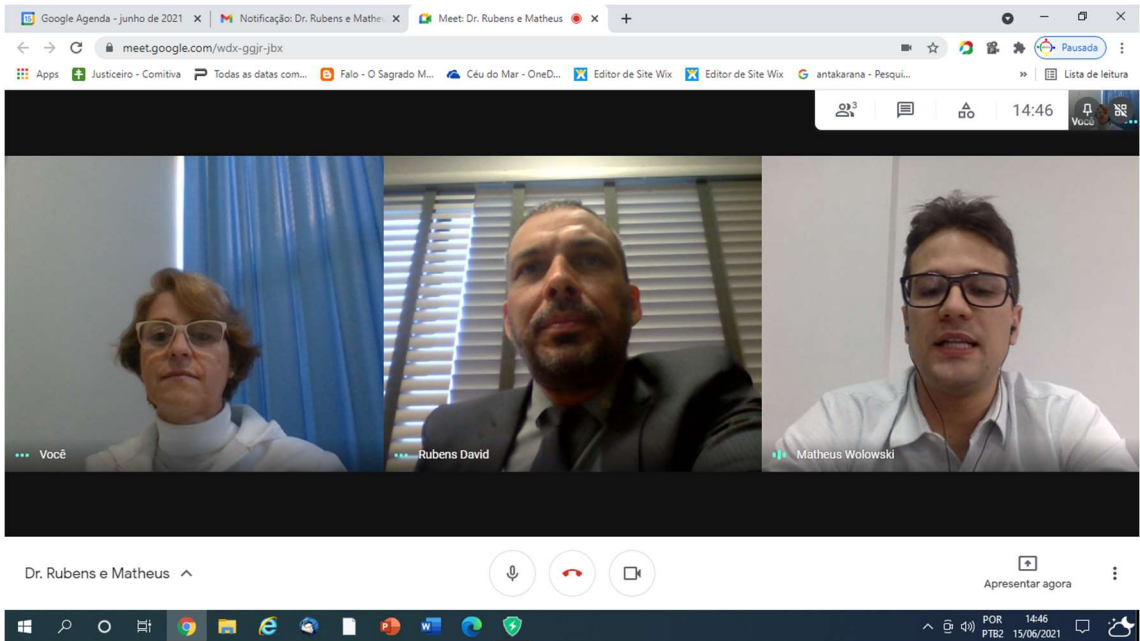 Google Agenda - junho de 2021
Notificação: Dr. Rubens e Matheu
Meet: Dr. Rubens e Matheus
meet.google.com/wdx-ggjr-jbx
Pausada
Apps
Justiceiro - Comitiva
Todas as datas com...
Falo - O Sagrado M...
Céu do Mar - OneD...
Editor de Site Wix
Editor de Site Wix
antakarana - Pesqui...
»
Lista de leitura
3
14:46
Você
Você
Rubens David
Matheus Wolowski
Dr. Rubens e Matheus
Apresentar agora
POR
PTB2
14:46
15/06/2021